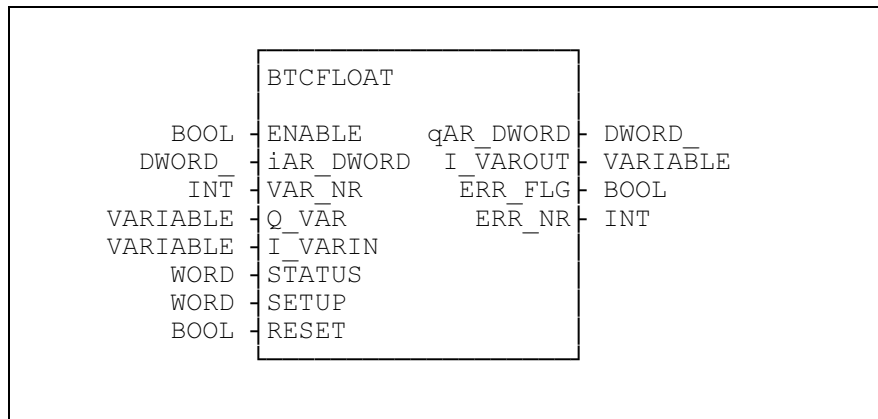 BTCFLOAT
BOOL ENABLE qAR_DWORD DWORD_
DWORD_ iAR_DWORD I_VAROUT VARIABLE
INT VAR_NR ERR_FLG BOOL
VARIABLE Q_VAR ERR_NR INT
VARIABLE I_VARIN
WORD STATUS
WORD SETUP
BOOL RESET